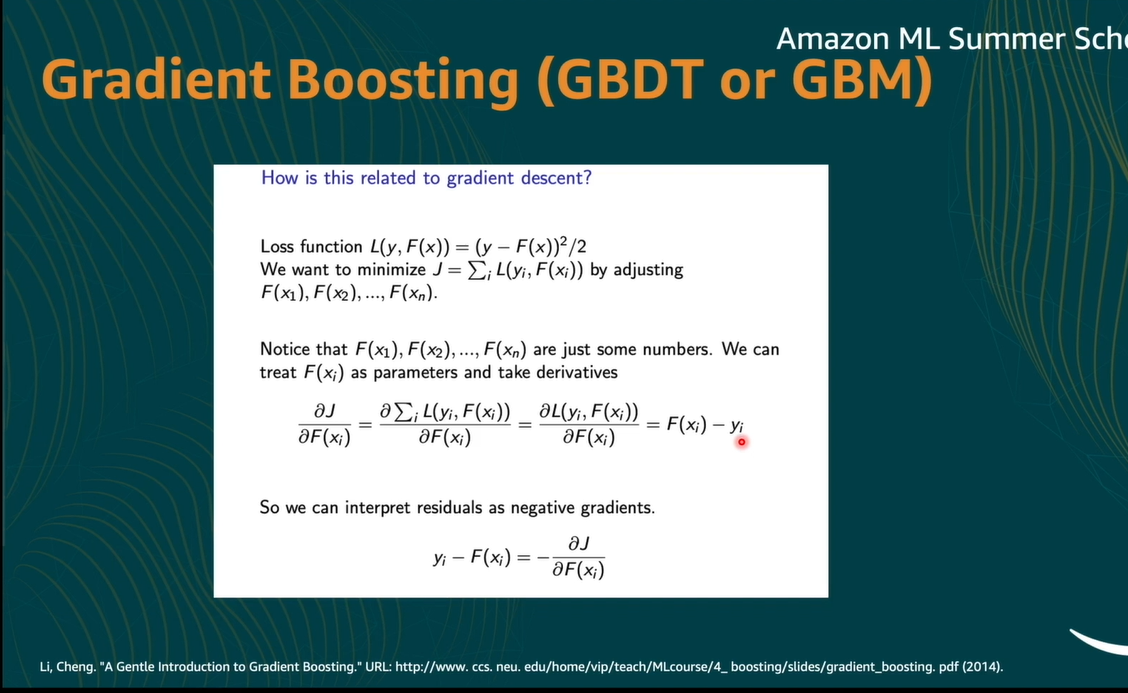 Amazon ML Summer Sch
Gradient Boosting (GBDT or GBM)
How is this related to gradient descent?
Loss function L(y, F(x)) = (y − F(x))²/2
We want to minimize J = ∑ᵢ L(yᵢ, F(xᵢ)) by adjusting
F(x₁), F(x₂), ..., F(xₙ).
Notice that F(x₁), F(x₂), ..., F(xₙ) are just some numbers. We can
treat F(xᵢ) as parameters and take derivatives
∂J/∂F(xᵢ) = ∂∑ᵢ L(yᵢ, F(xᵢ))/∂F(xᵢ) = ∂L(yᵢ, F(xᵢ))/∂F(xᵢ) = F(xᵢ) − yᵢ
So we can interpret residuals as negative gradients.
yᵢ − F(xᵢ) = −∂J/∂F(xᵢ)
Li, Cheng. "A Gentle Introduction to Gradient Boosting." URL: http://www. ccs. neu. edu/home/vip/teach/MLcourse/4_ boosting/slides/gradient_boosting. pdf (2014).